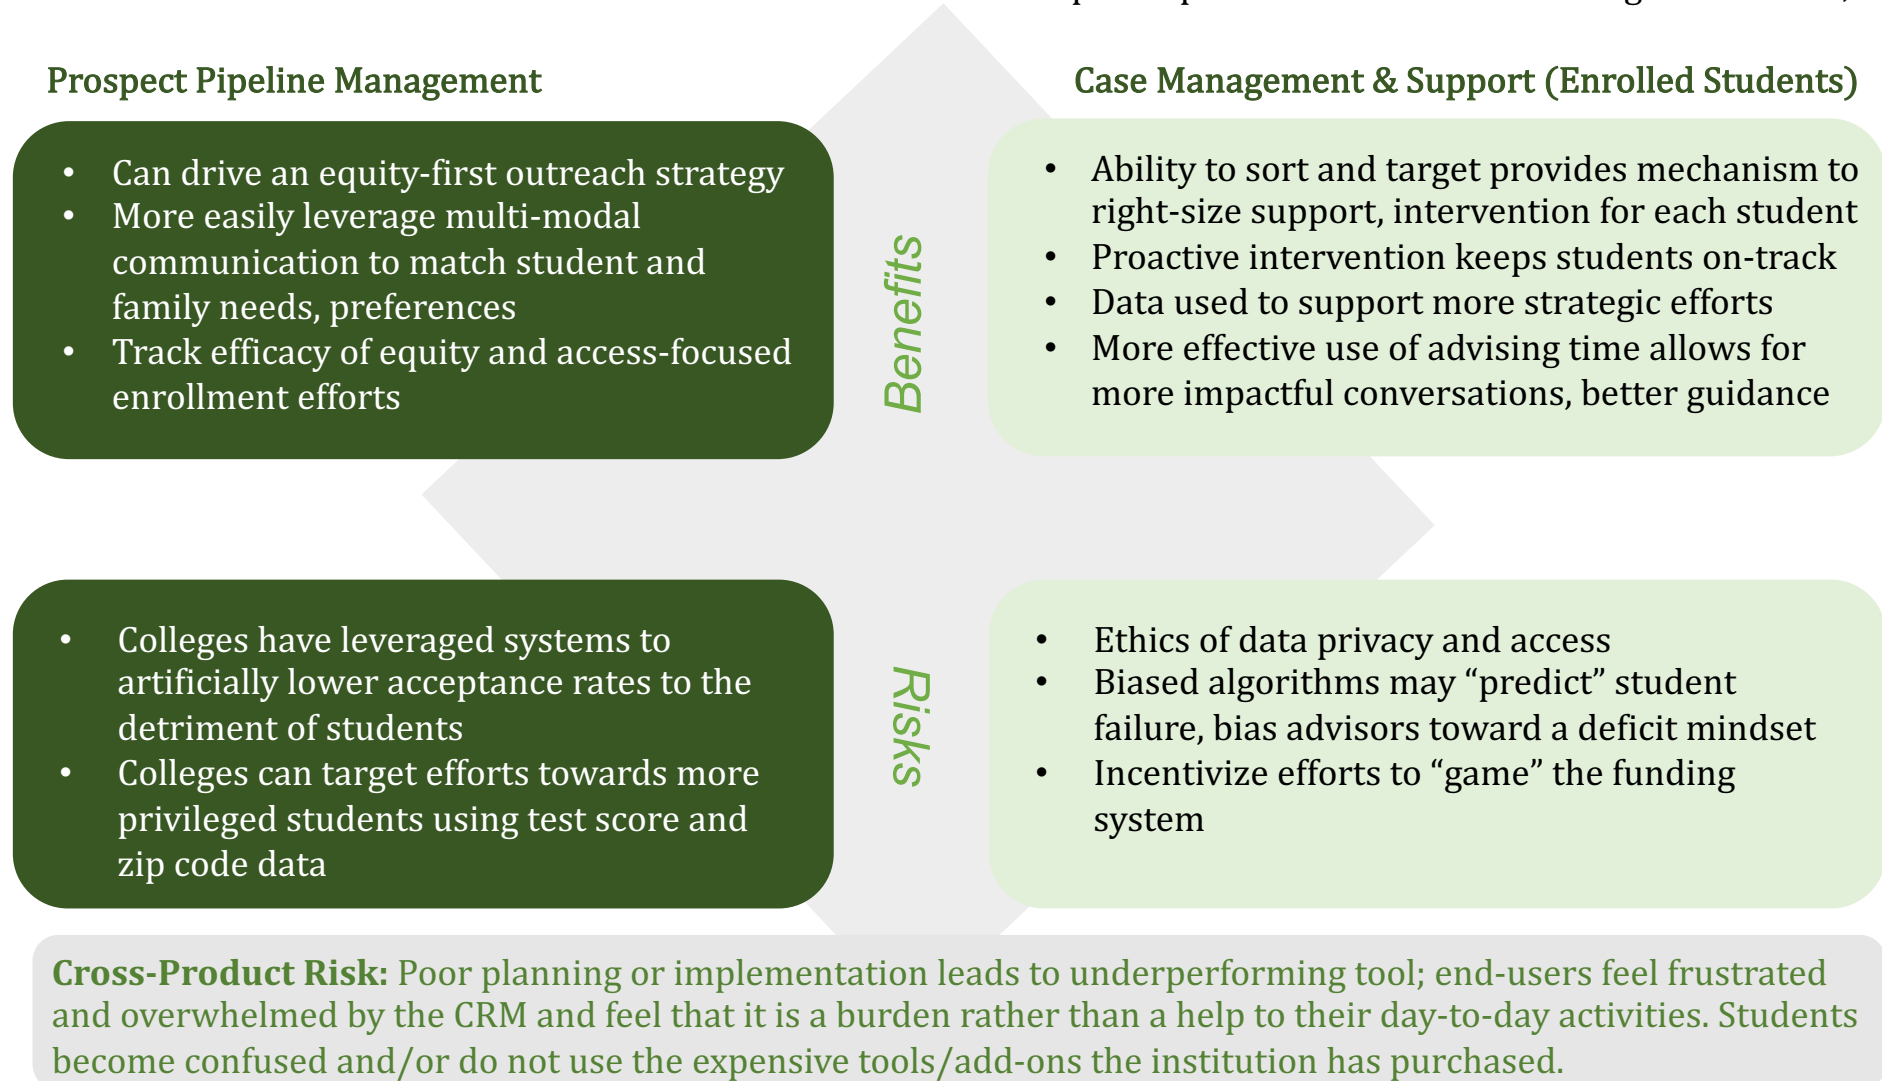 Prospect Pipeline Management
Case Management & Support (Enrolled Students)
• Can drive an equity-first outreach strategy
• More easily leverage multi-modal
communication to match student and
family needs, preferences
• Track efficacy of equity and access-focused
enrollment efforts
Benefits
• Ability to sort and target provides mechanism to
right-size support, intervention for each student
• Proactive intervention keeps students on-track
• Data used to support more strategic efforts
• More effective use of advising time allows for
more impactful conversations, better guidance
• Colleges have leveraged systems to
artificially lower acceptance rates to the
detriment of students
• Colleges can target efforts towards more
privileged students using test score and
zip code data
Risks
• Ethics of data privacy and access
• Biased algorithms may “predict” student
failure, bias advisors toward a deficit mindset
• Incentivize efforts to “game” the funding
system
Cross-Product Risk: Poor planning or implementation leads to underperforming tool; end-users feel frustrated
and overwhelmed by the CRM and feel that it is a burden rather than a help to their day-to-day activities. Students
become confused and/or do not use the expensive tools/add-ons the institution has purchased.